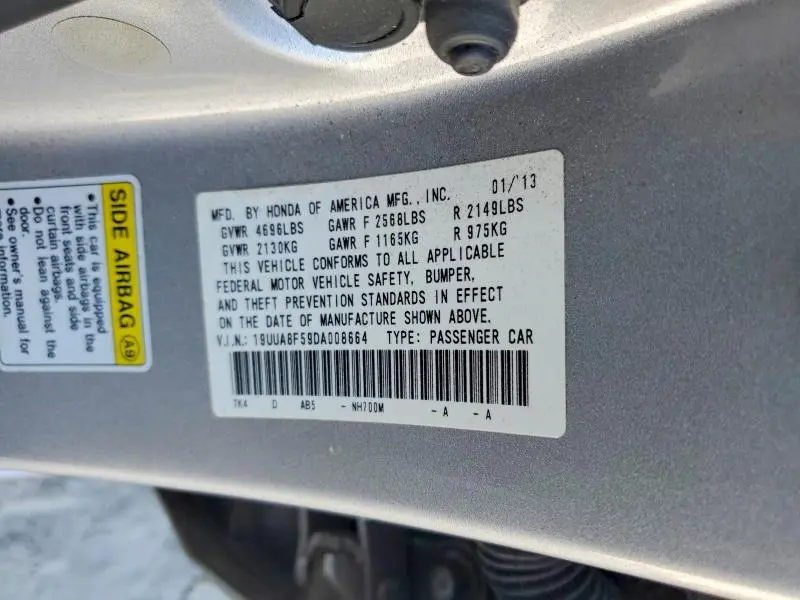 SIDE AIRBAG A9
•This car is equipped
with side airbags in the
front seats and side
curtain airbags.
•Do not lean against the
door.
•See owner's manual for
more information.
MFD. BY HONDA OF AMERICA MFG., INC. 01/'13
GVWR 4696LBS GAWR F 2568LBS R 2149LBS
GVWR 2130KG GAWR F 1165KG R 975KG
THIS VEHICLE CONFORMS TO ALL APPLICABLE
FEDERAL MOTOR VEHICLE SAFETY, BUMPER,
AND THEFT PREVENTION STANDARDS IN EFFECT
ON THE DATE OF MANUFACTURE SHOWN ABOVE.
V.I.N.: 19UUA8F59DA008664 TYPE: PASSENGER CAR
TK4 D AB5 - NH700M - A - A